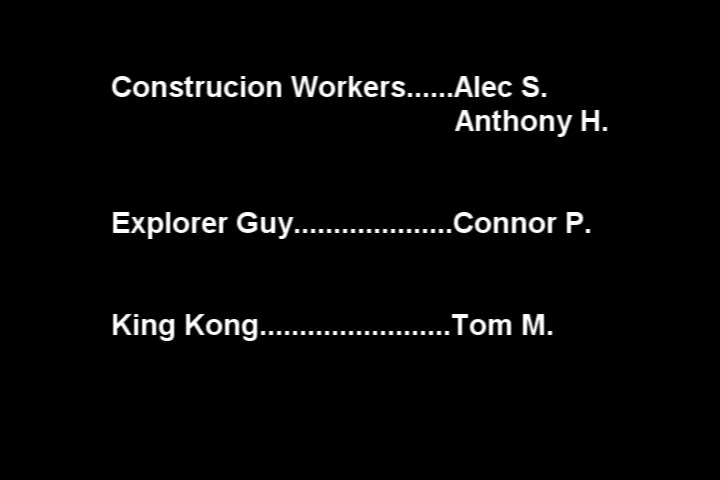 Construcion Workers......Alec S.
Anthony H.
Explorer Guy....................Connor P.
King Kong........................Tom M.